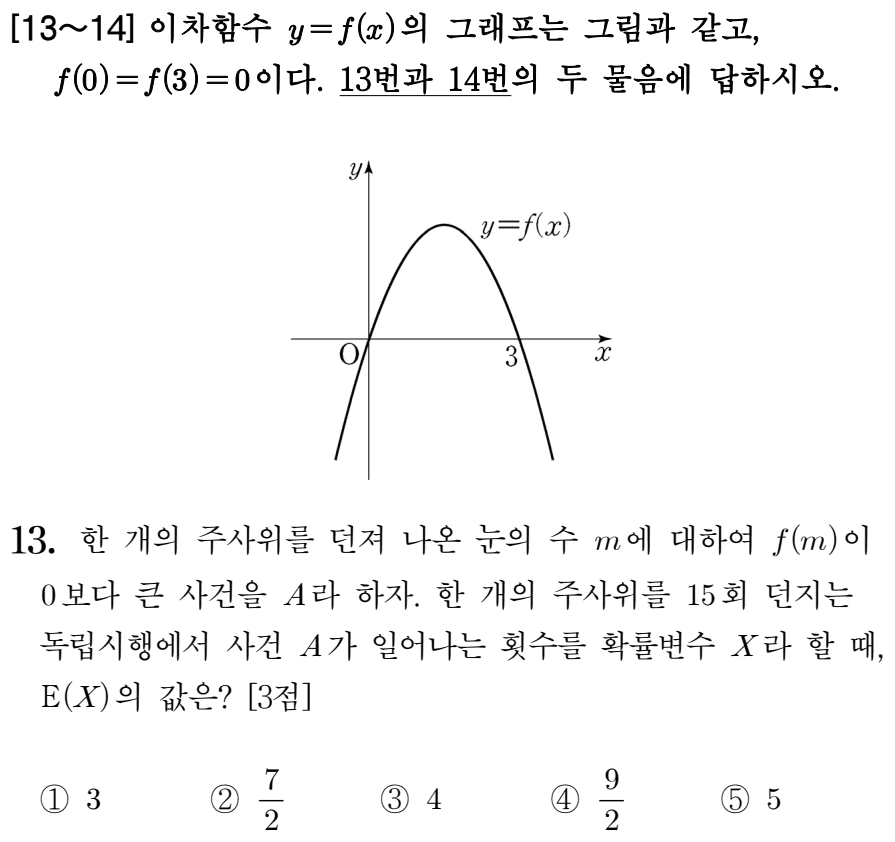 [13~14] 이차함수 y=f(x)의 그래프는 그림과 같고,
f(0)=f(3)=0이다. 13번과 14번의 두 물음에 답하시오.
y
y=f(x)
O
3
x
13. 한 개의 주사위를 던져 나온 눈의 수 m에 대하여 f(m)이
0보다 큰 사건을 A라 하자. 한 개의 주사위를 15회 던지는
독립시행에서 사건 A가 일어나는 횟수를 확률변수 X라 할 때,
E(X)의 값은? [3점]
① 3 ② 7/2 ③ 4 ④ 9/2 ⑤ 5